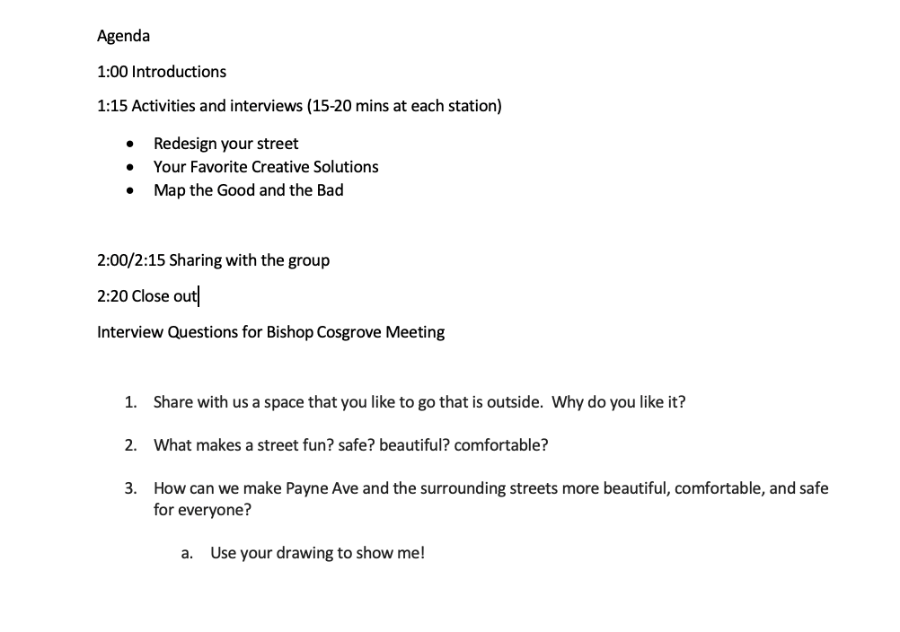 Agenda
1:00 Introductions
1:15 Activities and interviews (15-20 mins at each station)
• Redesign your street
• Your Favorite Creative Solutions
• Map the Good and the Bad
2:00/2:15 Sharing with the group
2:20 Close out
Interview Questions for Bishop Cosgrove Meeting
1. Share with us a space that you like to go that is outside.  Why do you like it?
2. What makes a street fun? safe? beautiful? comfortable?
3. How can we make Payne Ave and the surrounding streets more beautiful, comfortable, and safe
for everyone?
a. Use your drawing to show me!